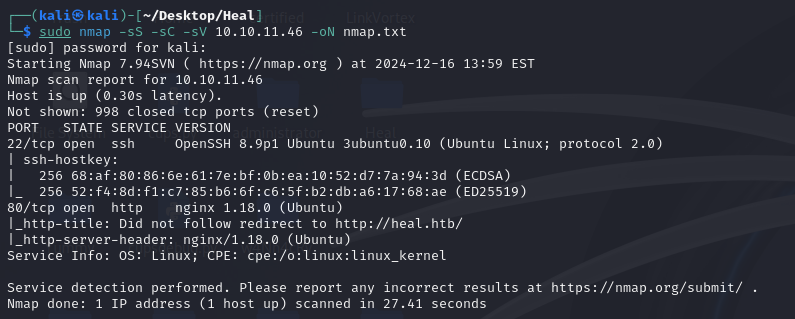 ┌──(kali㉿kali)-[~/Desktop/Heal]
└─$ sudo nmap -sS -sC -sV 10.10.11.46 -oN nmap.txt
[sudo] password for kali:
Starting Nmap 7.94SVN ( https://nmap.org ) at 2024-12-16 13:59 EST
Nmap scan report for 10.10.11.46
Host is up (0.30s latency).
Not shown: 998 closed tcp ports (reset)
PORT   STATE SERVICE VERSION
22/tcp open  ssh     OpenSSH 8.9p1 Ubuntu 3ubuntu0.10 (Ubuntu Linux; protocol 2.0)
| ssh-hostkey:
|   256 68:af:80:86:6e:61:7e:bf:0b:ea:10:52:d7:7a:94:3d (ECDSA)
|_  256 52:f4:8d:f1:c7:85:b6:6f:c6:5f:b2:db:a6:17:68:ae (ED25519)
80/tcp open  http    nginx 1.18.0 (Ubuntu)
|_http-title: Did not follow redirect to http://heal.htb/
|_http-server-header: nginx/1.18.0 (Ubuntu)
Service Info: OS: Linux; CPE: cpe:/o:linux:linux_kernel

Service detection performed. Please report any incorrect results at https://nmap.org/submit/ .
Nmap done: 1 IP address (1 host up) scanned in 27.41 seconds
LinkVortex
Heal